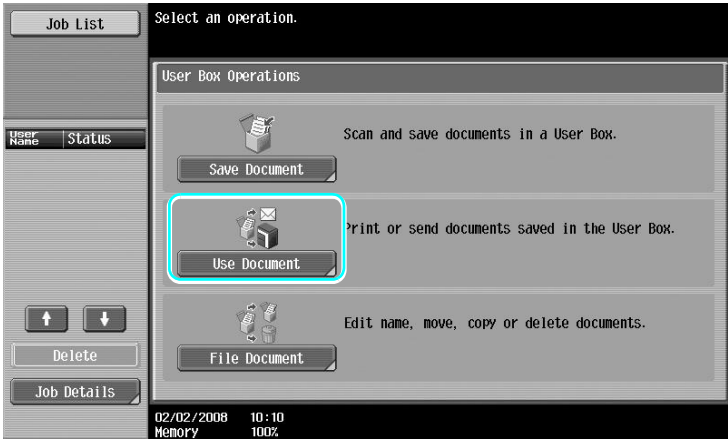 Job List
Select an operation.
User Box Operations
User Name Status
Scan and save documents in a User Box.
Save Document
Print or send documents saved in the User Box.
Use Document
Edit name, move, copy or delete documents.
File Document
Delete
Job Details
02/02/2008 10:10
Memory 100%